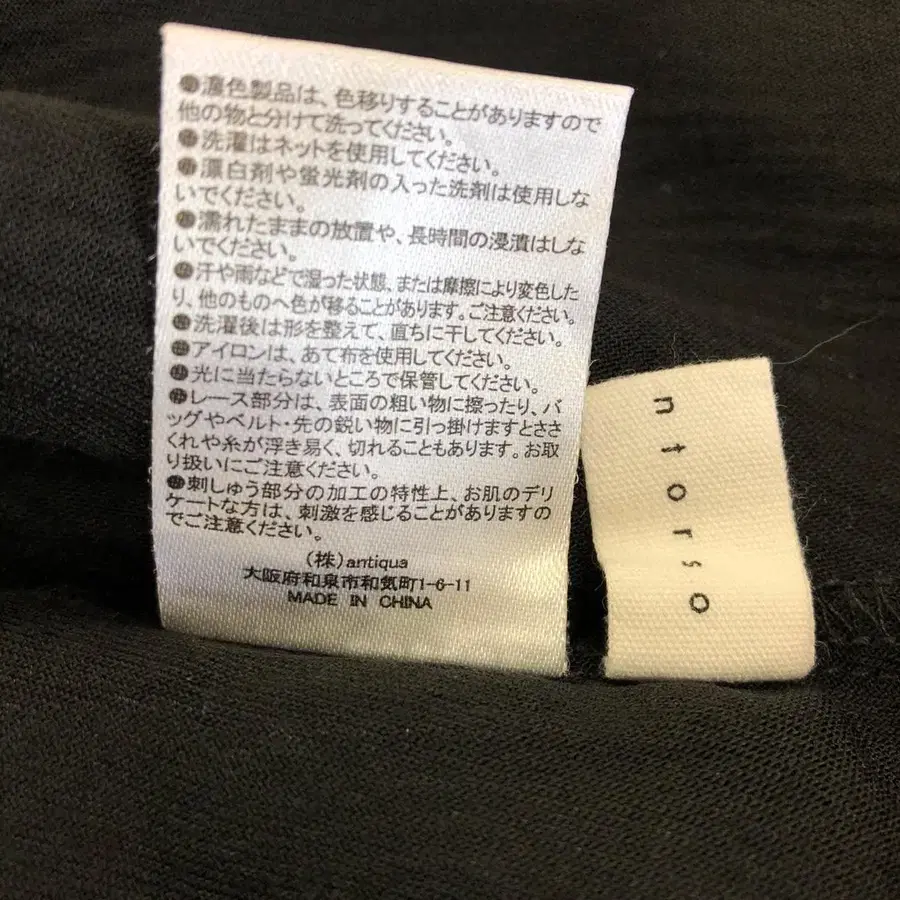 ●濃色製品は、色移りすることがありますので
他の物と分けて洗ってください。
●洗濯はネットを使用してください。
●漂白剤や蛍光剤の入った洗剤は使用しな
いでください。
●濡れたままの放置や、長時間の浸漬はしな
いでください。
●汗や雨などで湿った状態、または摩擦により変色した
り、他のものへ色が移ることがあります。ご注意ください。
●洗濯後は形を整えて、直ちに干してください。
●アイロンは、あて布を使用してください。
●光に当たらないところで保管してください。
●レース部分は、表面の粗い物に擦ったり、バ
ッグやベルト・先の鋭い物に引っ掛けますとささ
くれや糸が浮き易く、切れることもあります。お取
り扱いにご注意ください。
●刺しゅう部分の加工の特性上、お肌のデリ
ケートな方は、刺激を感じることがありますの
でご注意ください。
(株)antiqua
大阪府和泉市和気町1-6-11
MADE IN CHINA
ntorso